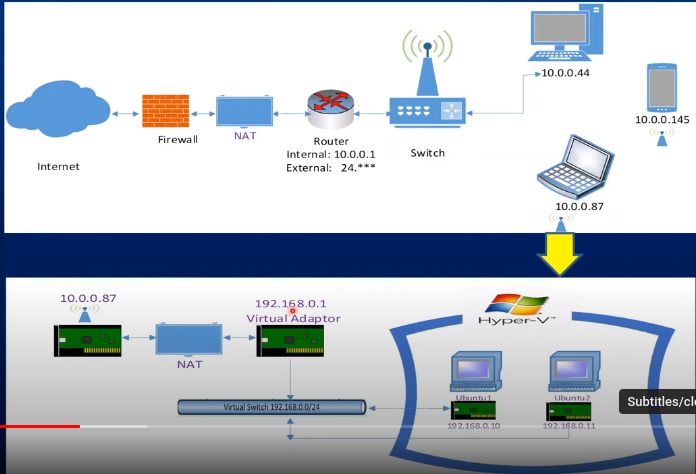 10.0.0.44
10.0.0.145
Internet
Firewall
NAT
Router
Internal: 10.0.0.1
External: 24.***
Switch
10.0.0.87
10.0.0.87
NAT
192.168.0.1
Virtual Adaptor
Hyper-V™
Virtual Switch 192.168.0.0/24
Ubuntu1
192.168.0.10
Ubuntu2
192.168.0.11